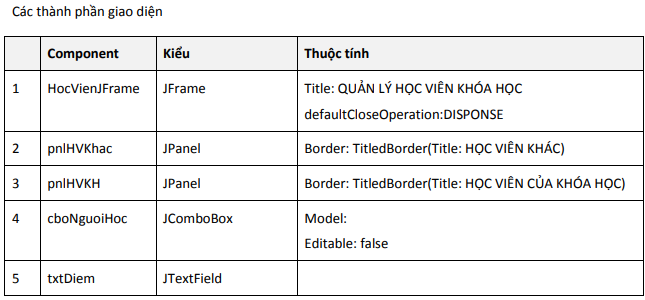 Các thành phần giao diện
Component Kiểu Thuộc tính
1 HocVienJFrame JFrame Title: QUẢN LÝ HỌC VIÊN KHÓA HỌC
defaultCloseOperation:DISPONSE
2 pnlHVKhac JPanel Border: TitledBorder(Title: HỌC VIÊN KHÁC)
3 pnlHVKH JPanel Border: TitledBorder(Title: HỌC VIÊN CỦA KHÓA HỌC)
4 cboNguoiHoc JComboBox Model:
Editable: false
5 txtDiem JTextField